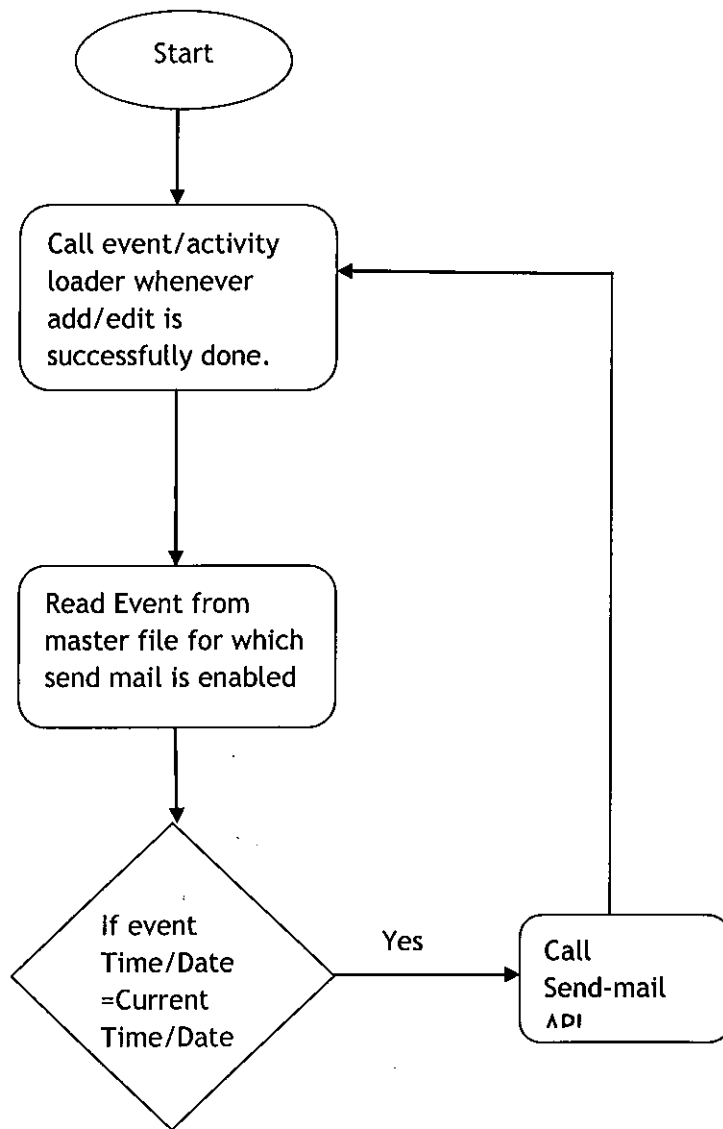 Start
Call event/activity
loader whenever
add/edit is
successfully done.
Read Event from
master file for which
send mail is enabled
If event
Time/Date
=Current
Time/Date
Yes
Call
Send-mail
API